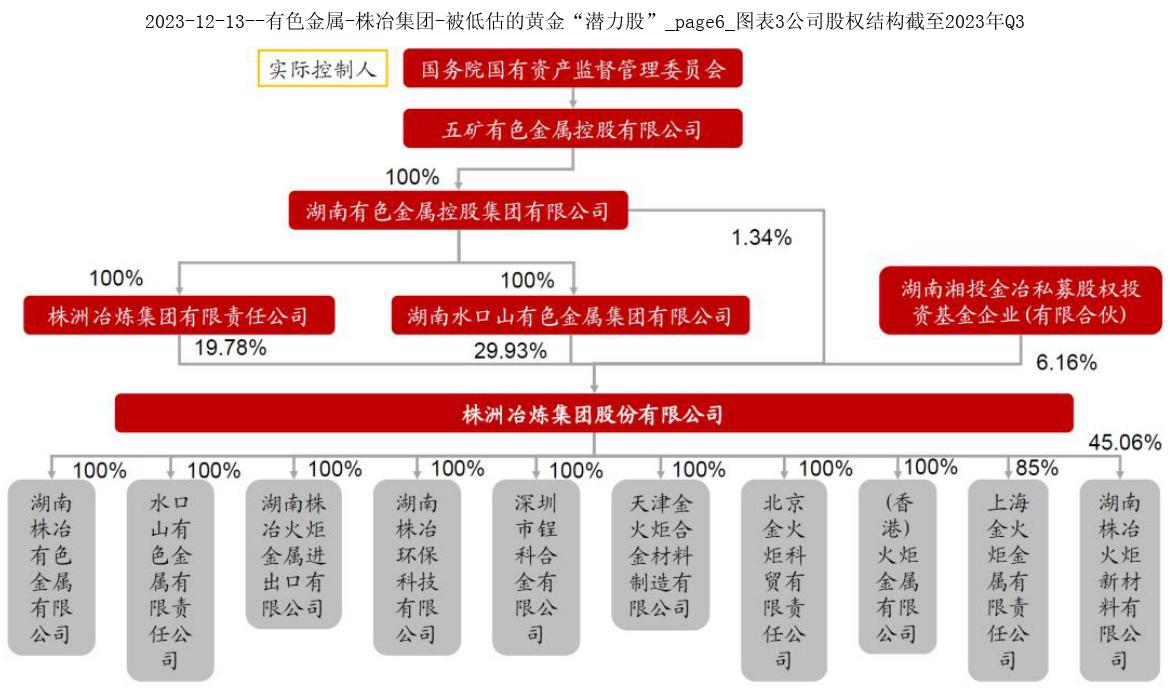 2023-12-13--有色金属-株冶集团-被低估的黄金“潜力股”_page6_图表3公司股权结构截至2023年Q3
实际控制人
国务院国有资产监督管理委员会
五矿有色金属控股有限公司
100%
湖南有色金属控股集团有限公司
1.34%
100%
100%
株洲冶炼集团有限责任公司
湖南水口山有色金属集团有限公司
湖南湘投金冶私募股权投
资基金企业(有限合伙)
19.78%
29.93%
6.16%
株洲冶炼集团股份有限公司
100%
100%
100%
100%
100%
100%
100%
100%
85%
45.06%
湖南
株冶
有色
金属
有限
公司
水口
山有
色金
属有
限责
任公
司
湖南株
冶火炬
金属进
出口有
限公司
湖南
株冶
环保
科技
有限
公司
深圳
市锃
科合
金有
限公
司
天津金
火炬合
金材料
制造有
限公司
北京
金火
炬科
贸有
限责
任公
司
(香
港)
火炬
金属
有限
公司
上海
金火
炬金
属有
限责
任公
司
湖南
株冶
火炬
新材
料有
限公
司